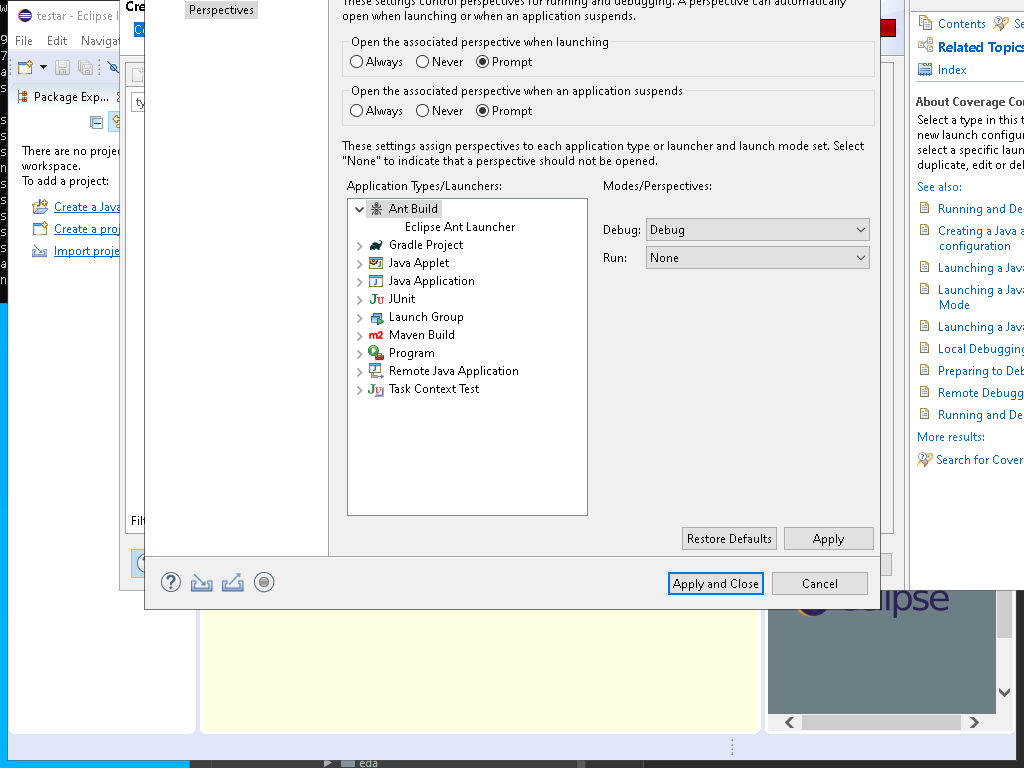 testar - Eclipse I
File
Edit
Navigat
Package Exp...
There are no projec
workspace.
To add a project:
Create a Java
Create a proj
Import proje
Cre
ty
Filt
Perspectives
These settings control perspectives for running and debugging. A perspective can automatically
open when launching or when an application suspends.
Open the associated perspective when launching
Always
Never
Prompt
Open the associated perspective when an application suspends
Always
Never
Prompt
These settings assign perspectives to each application type or launcher and launch mode set. Select
"None" to indicate that a perspective should not be opened.
Application Types/Launchers:
Ant Build
Eclipse Ant Launcher
Gradle Project
Java Applet
Java Application
JUnit
Launch Group
Maven Build
Program
Remote Java Application
Task Context Test
Modes/Perspectives:
Debug:
Debug
Run:
None
Restore Defaults
Apply
Apply and Close
Cancel
Contents
Se
Related Topics
Index
About Coverage Co
Select a type in this t
new launch configur
select a specific laun
duplicate, edit or del
See also:
Running and De
Creating a Java a
configuration
Launching a Java
Launching a Java
Mode
Launching a Java
Local Debugging
Preparing to Deb
Remote Debugg
Running and De
More results:
Search for Cover
eclipse
eda